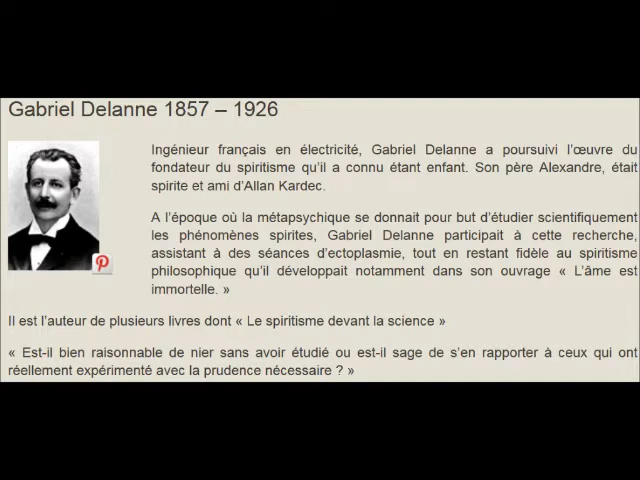 Gabriel Delanne 1857 – 1926
Ingénieur français en électricité, Gabriel Delanne a poursuivi l’œuvre du
fondateur du spiritisme qu’il a connu étant enfant. Son père Alexandre, était
spirite et ami d’Allan Kardec.
A l’époque où la métapsychique se donnait pour but d’étudier scientifiquement
les phénomènes spirites, Gabriel Delanne participait à cette recherche,
assistant à des séances d’ectoplasmie, tout en restant fidèle au spiritisme
philosophique qu’il développait notamment dans son ouvrage « L’âme est
immortelle. »
Il est l’auteur de plusieurs livres dont « Le spiritisme devant la science »
« Est-il bien raisonnable de nier sans avoir étudié ou est-il sage de s’en rapporter à ceux qui ont
réellement expérimenté avec la prudence nécessaire ? »